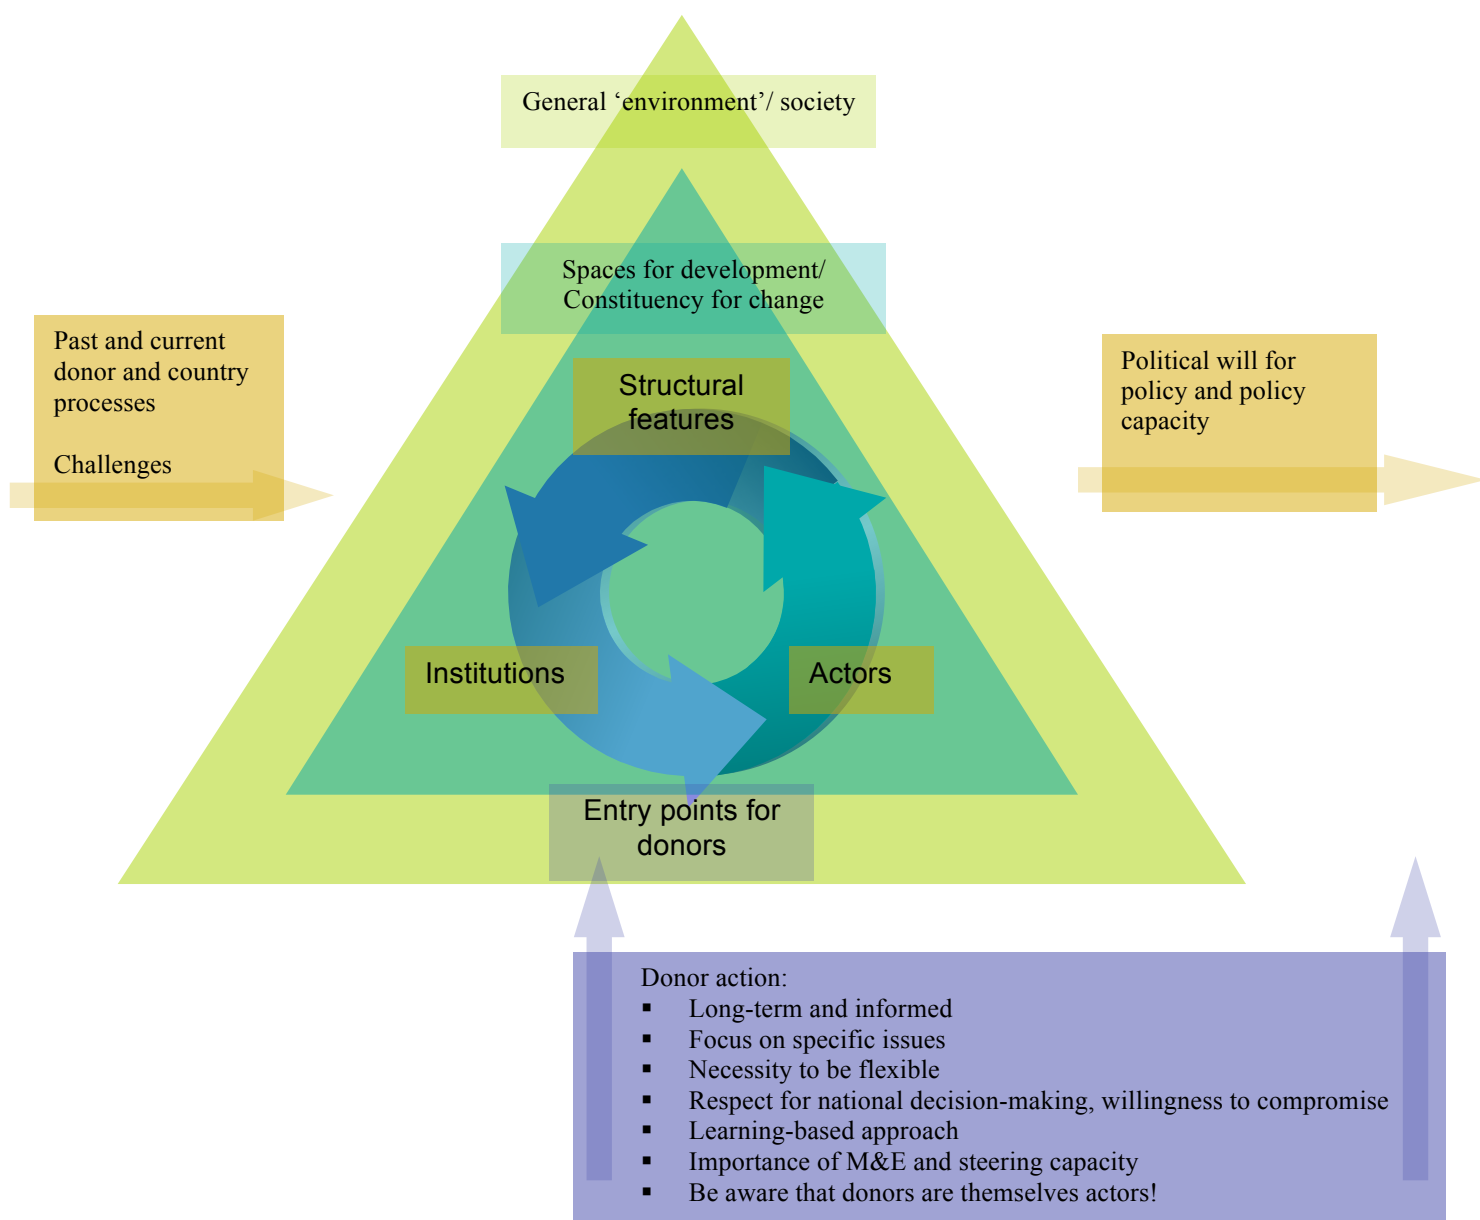 General ‘environment’/ society
Spaces for development/
Constituency for change
Past and current
donor and country
processes
Challenges
Structural
features
Political will for
policy and policy
capacity
Institutions
Actors
Entry points for
donors
Donor action:
▪ Long-term and informed
▪ Focus on specific issues
▪ Necessity to be flexible
▪ Respect for national decision-making, willingness to compromise
▪ Learning-based approach
▪ Importance of M&E and steering capacity
▪ Be aware that donors are themselves actors!